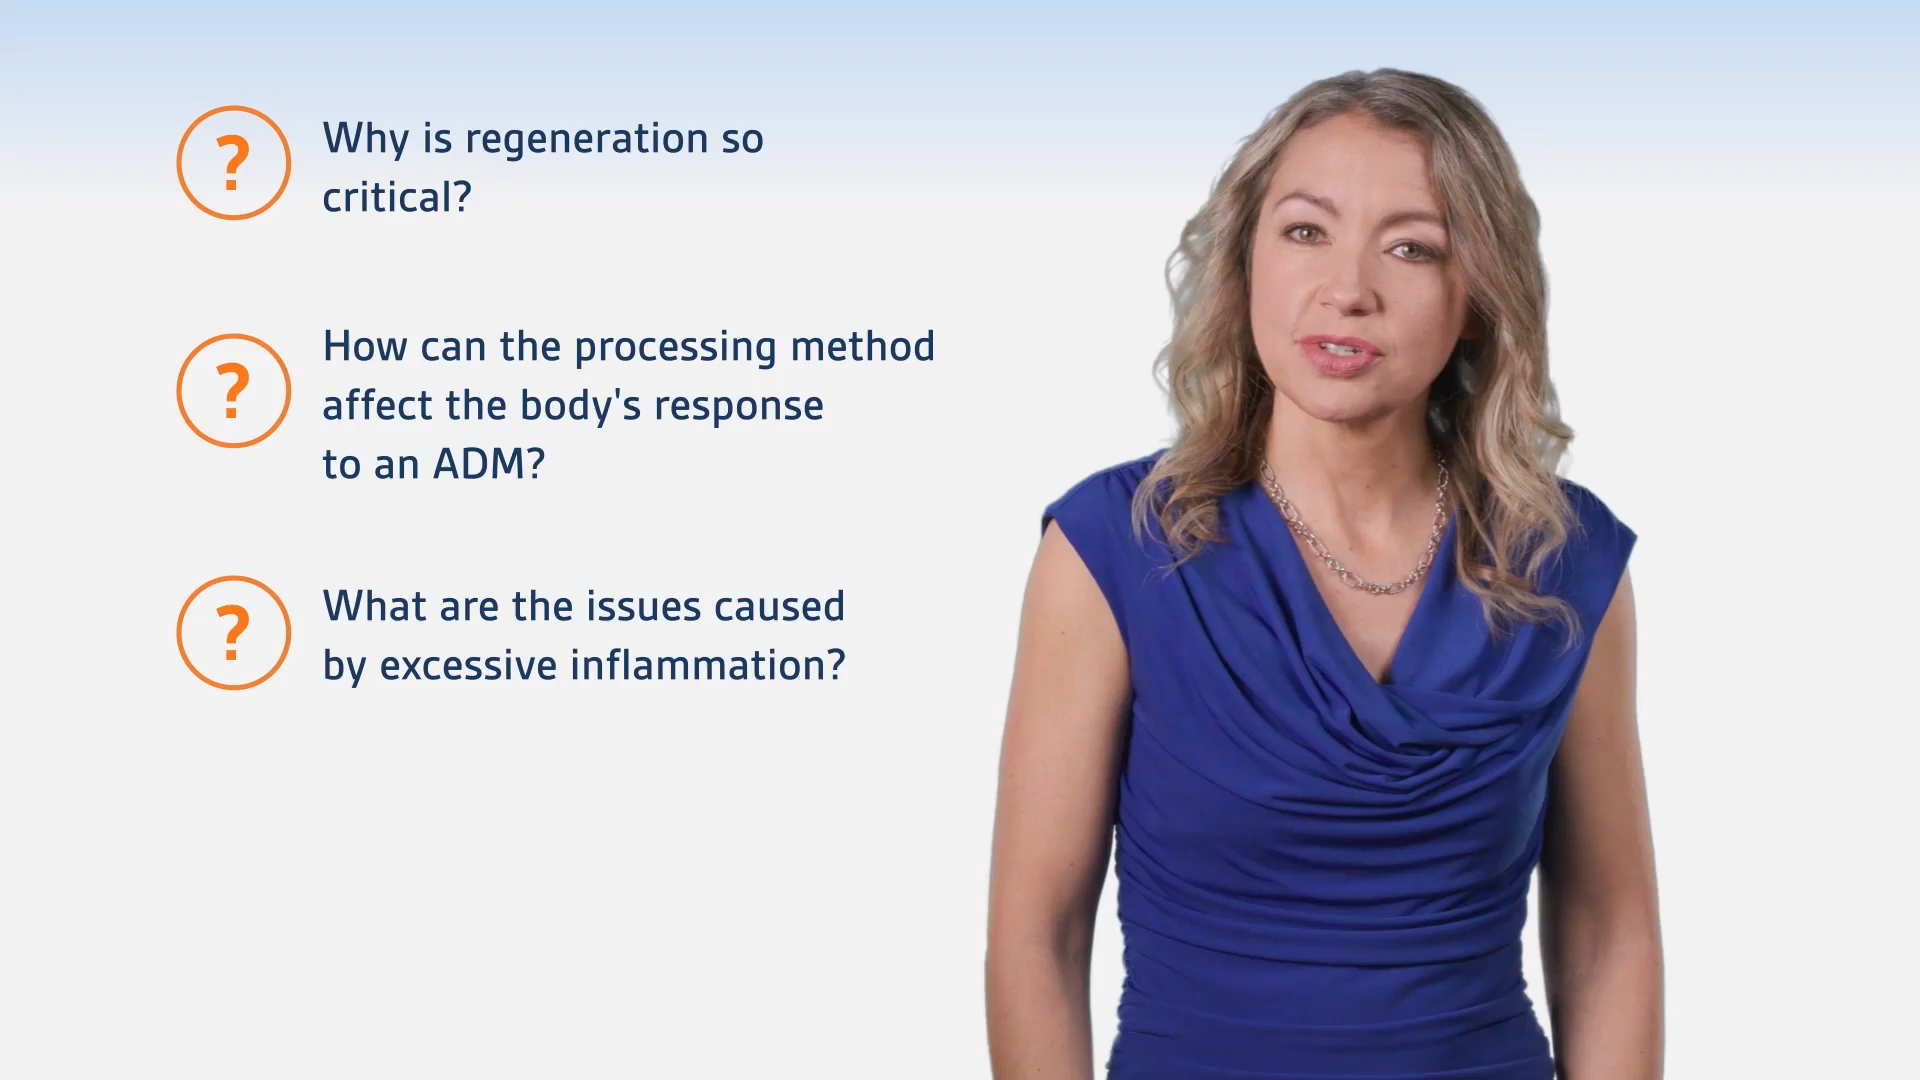 Why is regeneration so
critical?
How can the processing method
affect the body's response
to an ADM?
What are the issues caused
by excessive inflammation?